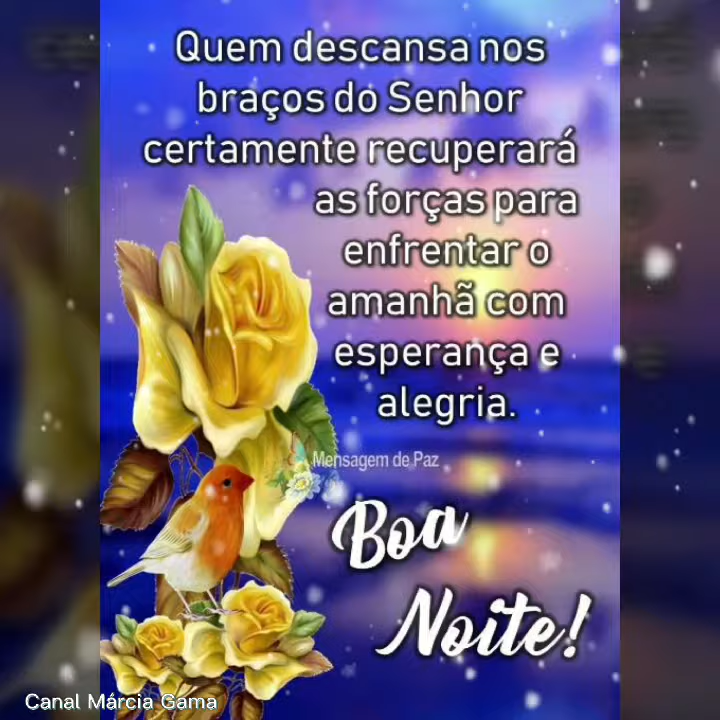 Quem descansa nos
braços do Senhor
certamente recuperará
as forças para
enfrentar o
amanhã com
esperança e
alegria.
Mensagem de Paz
Boa
Noite!
Canal Márcia Gama